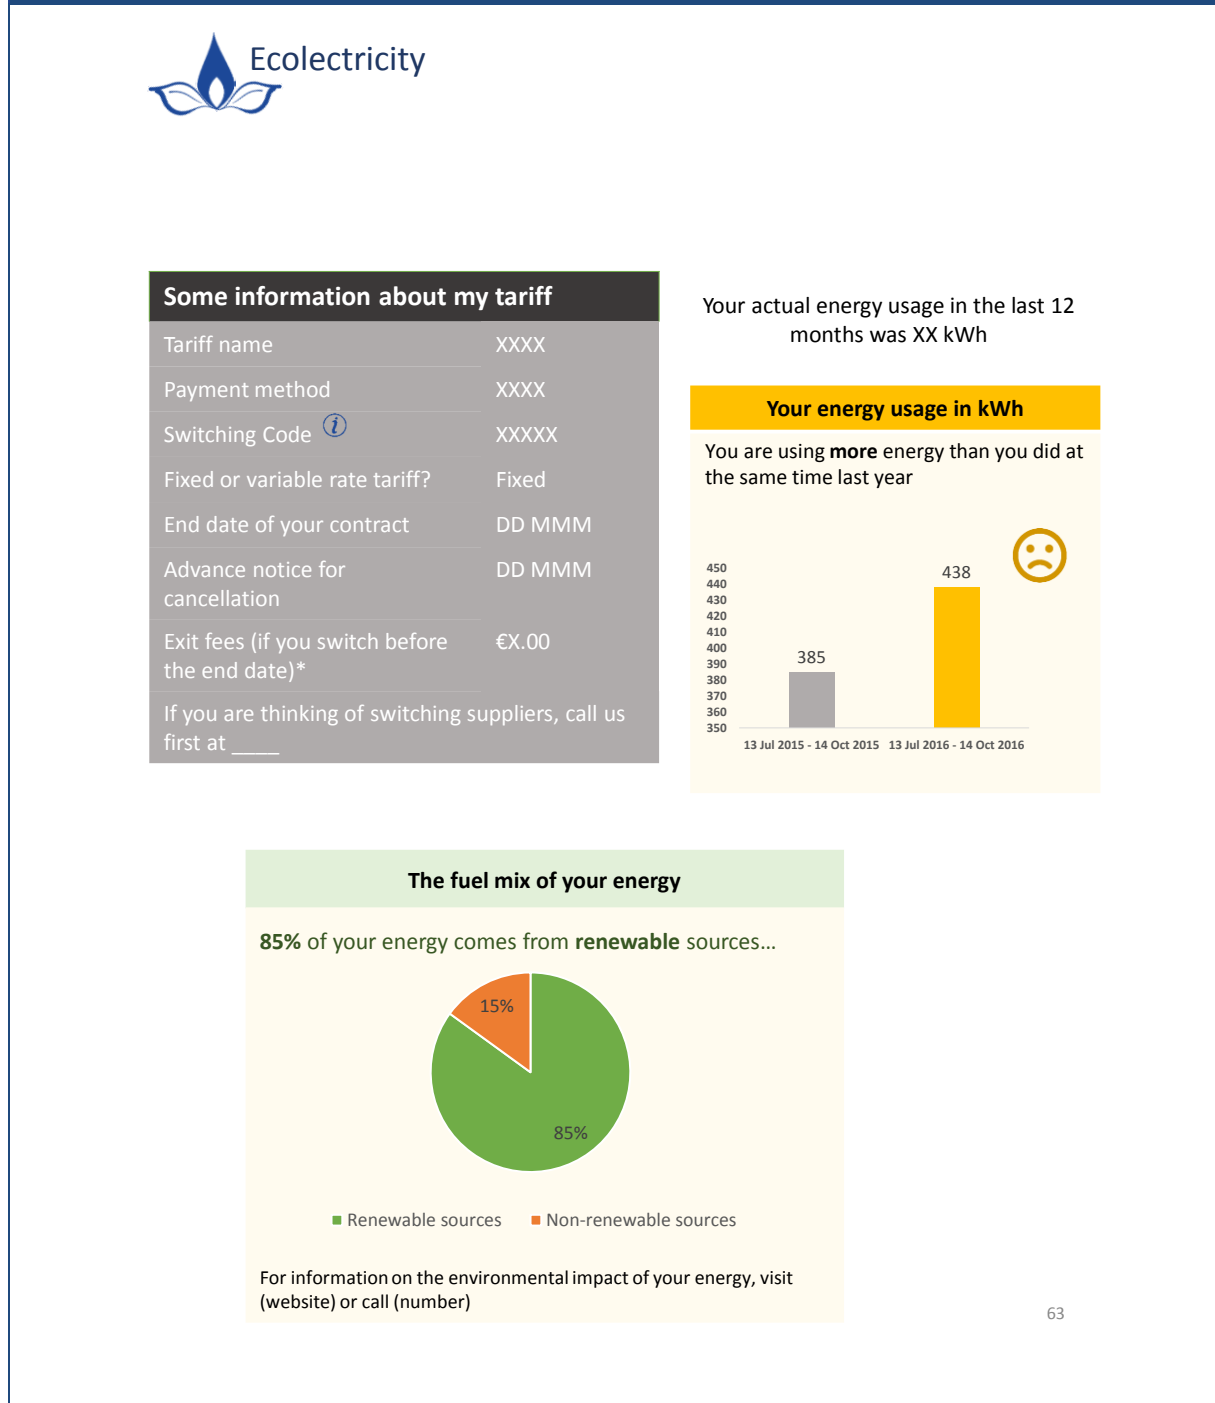 Ecolectricity
Some information about my tariff
Tariff name XXXX
Payment method XXXX
Switching Code i XXXXX
Fixed or variable rate tariff? Fixed
End date of your contract DD MMM
Advance notice for DD MMM
cancellation
Exit fees (if you switch before €X.00
the end date)*
If you are thinking of switching suppliers, call us
first at ____
Your actual energy usage in the last 12
months was XX kWh
Your energy usage in kWh
You are using more energy than you did at
the same time last year
450
440
430
420
410
400
390
380
370
360
350
385
438
13 Jul 2015 - 14 Oct 2015 13 Jul 2016 - 14 Oct 2016
The fuel mix of your energy
85% of your energy comes from renewable sources...
15%
85%
Renewable sources Non-renewable sources
For information on the environmental impact of your energy, visit
(website) or call (number)
63